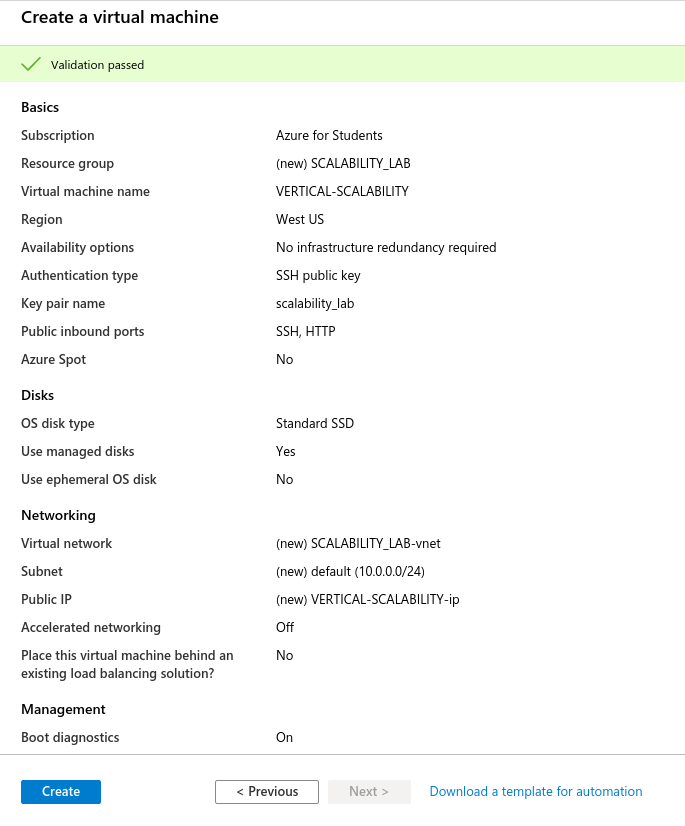 Create a virtual machine
Validation passed
Basics
Subscription Azure for Students
Resource group (new) SCALABILITY_LAB
Virtual machine name VERTICAL-SCALABILITY
Region West US
Availability options No infrastructure redundancy required
Authentication type SSH public key
Key pair name scalability_lab
Public inbound ports SSH, HTTP
Azure Spot No
Disks
OS disk type Standard SSD
Use managed disks Yes
Use ephemeral OS disk No
Networking
Virtual network (new) SCALABILITY_LAB-vnet
Subnet (new) default (10.0.0.0/24)
Public IP (new) VERTICAL-SCALABILITY-ip
Accelerated networking Off
Place this virtual machine behind an No
existing load balancing solution?
Management
Boot diagnostics On
Create < Previous Next > Download a template for automation